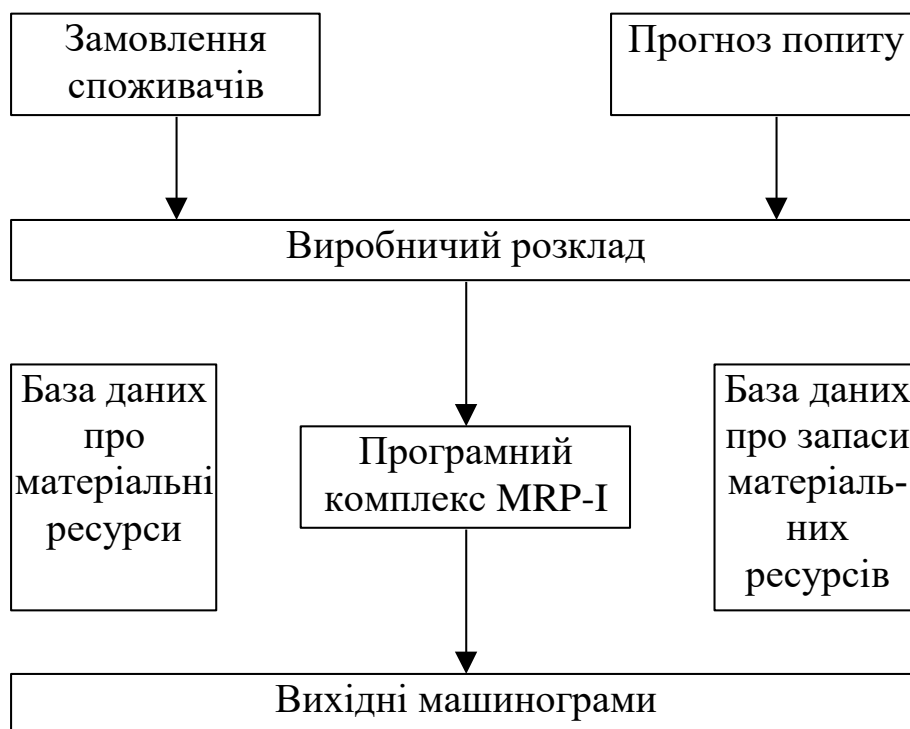 Замовлення
споживачів
Прогноз попиту
Виробничий розклад
База даних
про
матеріальні
ресурси
Програмний
комплекс MRP-I
База даних
про запаси
матеріаль-
них
ресурсів
Вихідні машинограми